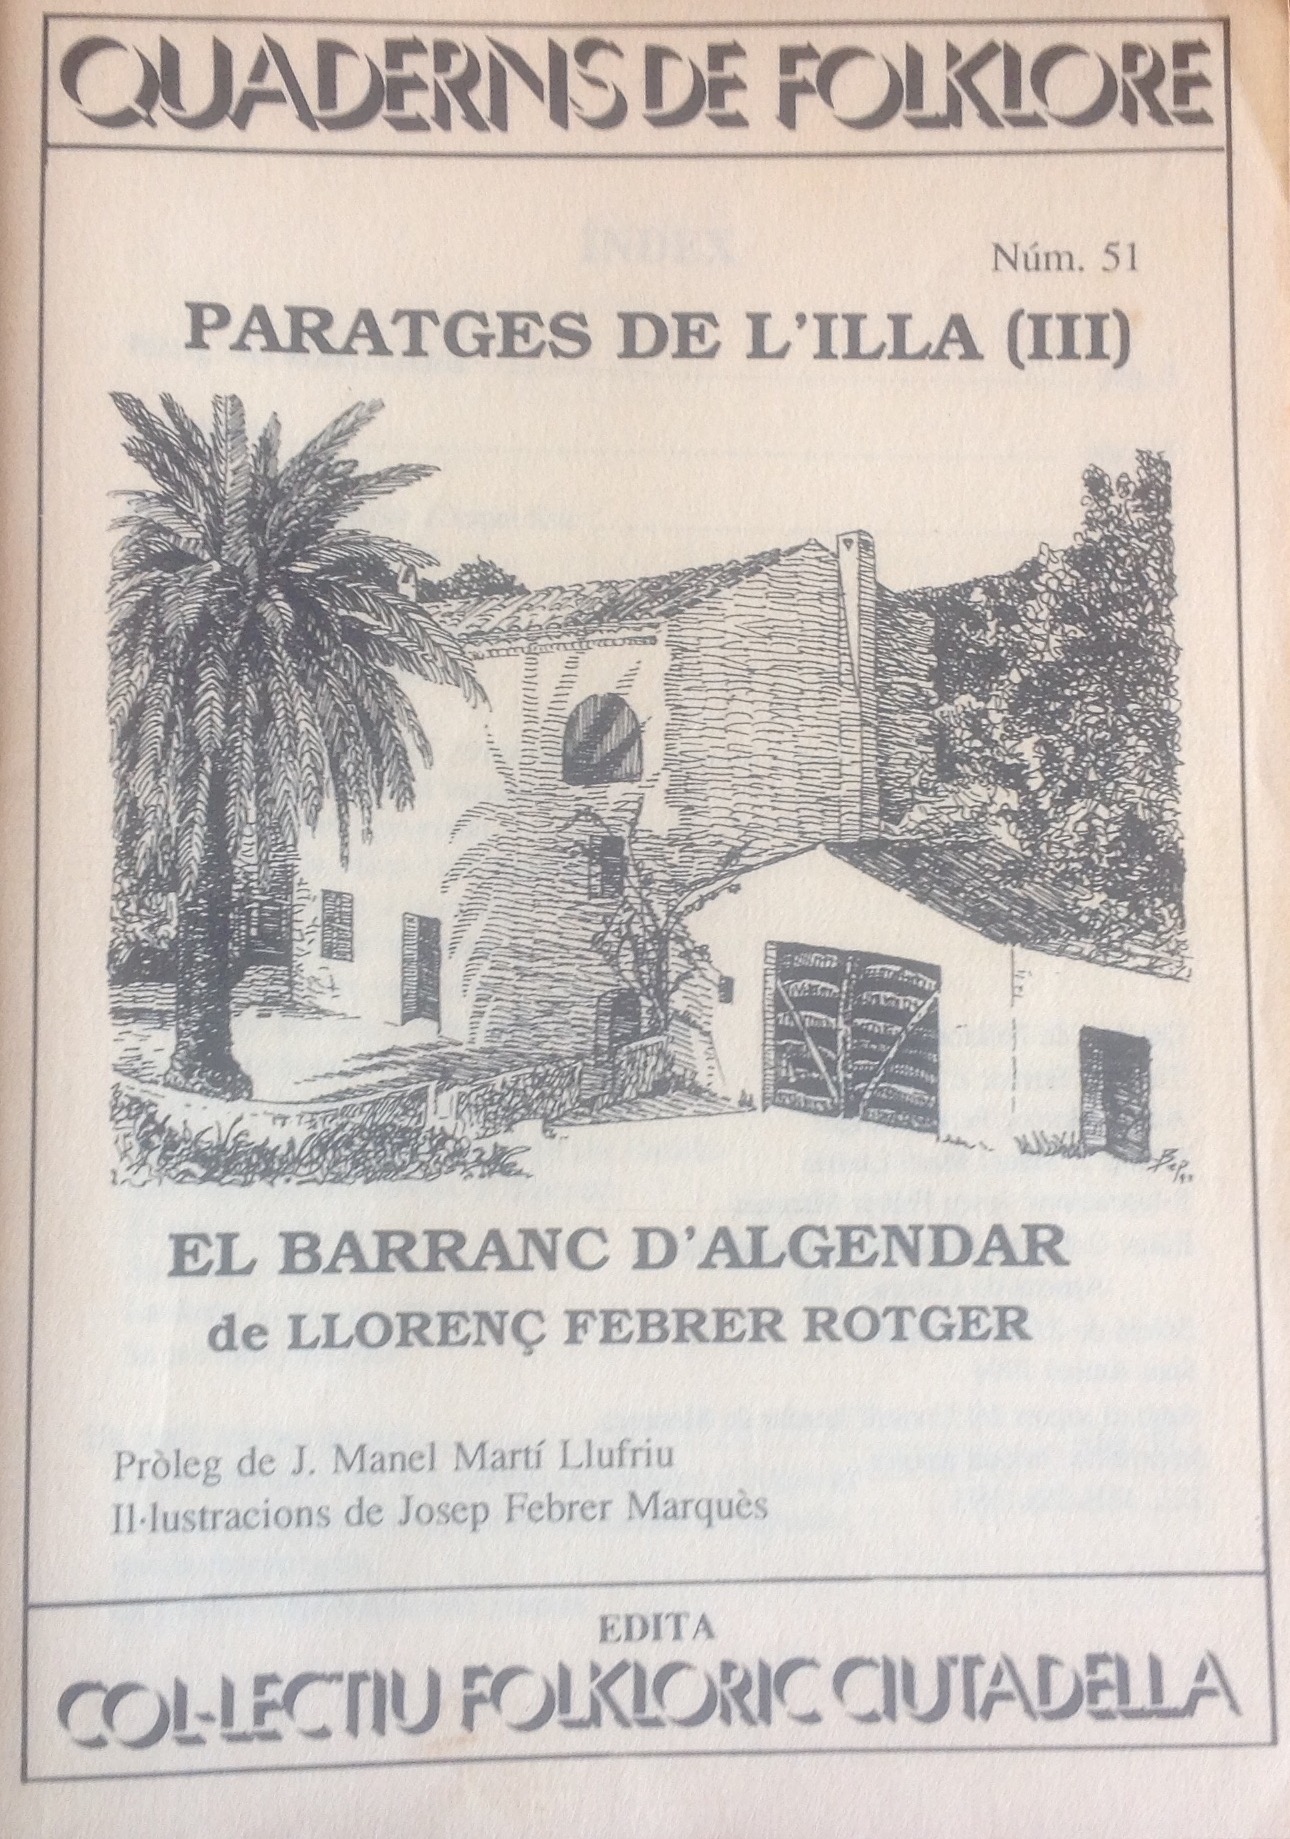 QUADERNS DE FOLKLORE
Núm. 51
PARATGES DE L'ILLA (III)
EL BARRANC D'ALGENDAR
de LLORENÇ FEBRER ROTGER
Pròleg de J. Manel Martí Llufriu
Il·lustracions de Josep Febrer Marquès
EDITA
COL·LECTIU FOLKLORIC CIUTADELLA